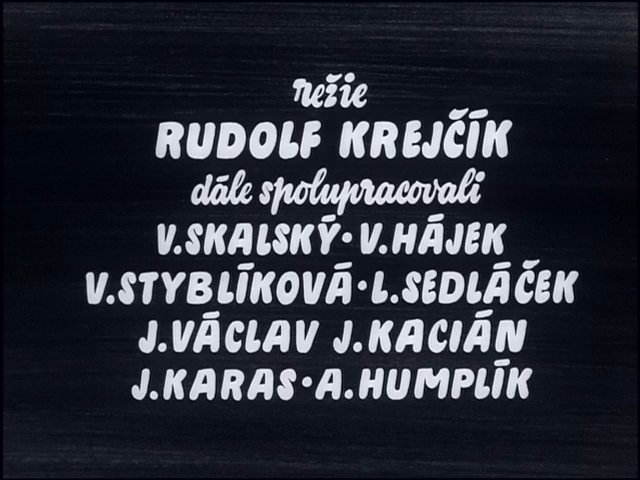 režie
RUDOLF KREJČÍK
dále spolupracovali
V.SKALSKÝ • V.HÁJEK
V.STYBLÍKOVÁ • L.SEDLÁČEK
J.VÁCLAV J.KACIÁN
J.KARAS • A.HUMPLÍK